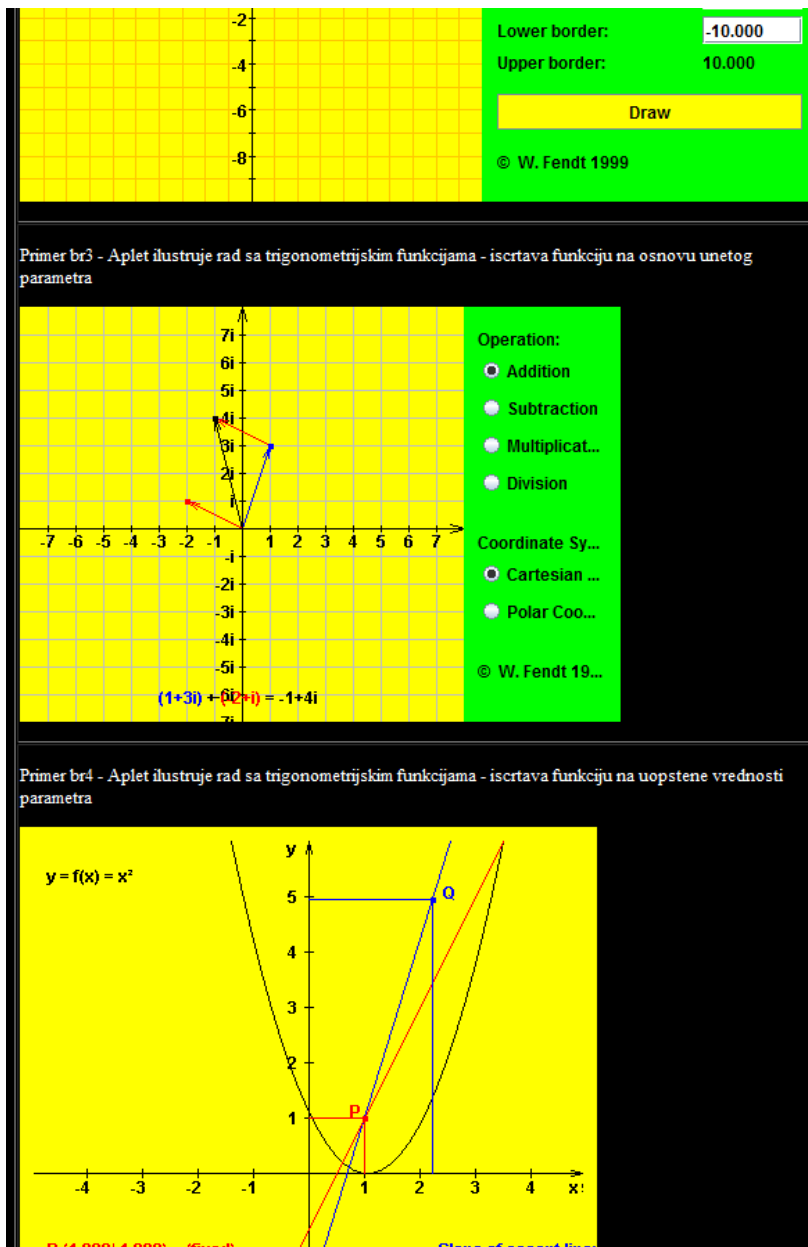 -2
Lower border: -10.000
-4
Upper border: 10.000
-6
Draw
-8
© W. Fendt 1999
Primer br3 - Aplet ilustruje rad sa trigonometrijskim funkcijama - iscrtava funkciju na osnovu unetog
parametra
7i
6i
5i
4i
3i
2i
i
-7 -6 -5 -4 -3 -2 -1 1 2 3 4 5 6 7
-i
-2i
-3i
-4i
-5i
-6i
(1+3i) + (-2+i) = -1+4i
7i
Operation:
Addition
Subtraction
Multiplicat...
Division
Coordinate Sy...
Cartesian ...
Polar Coo...
© W. Fendt 19...
Primer br4 - Aplet ilustruje rad sa trigonometrijskim funkcijama - iscrtava funkciju na uopstene vrednosti
parametra
y
y = f(x) = x²
5
Q
4
3
2
P
1
-4 -3 -2 -1 1 2 3 4 x